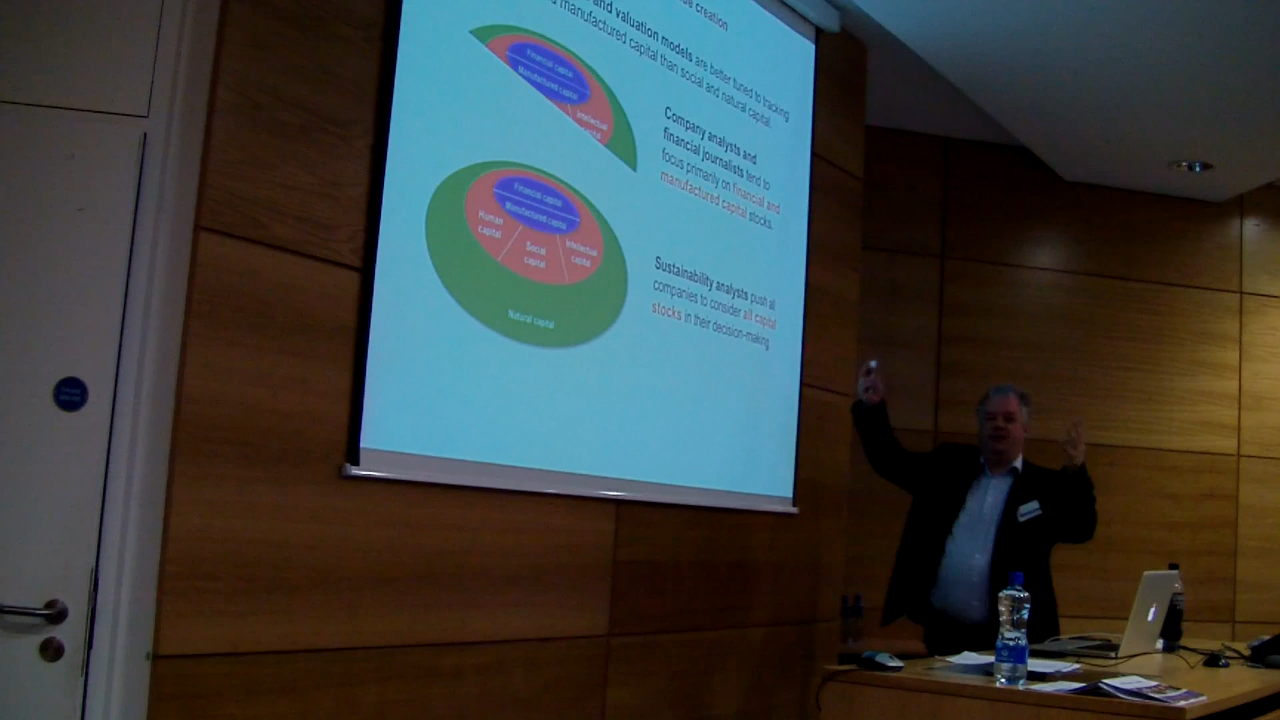 creation
and valuation models are better tuned to tracking
manufactured capital than social and natural capital.
Financial capital
Manufactured capital
Intellectual
Company analysts and
financial journalists tend to
focus primarily on financial and
manufactured capital stocks.
Financial capital
Manufactured capital
Human
capital
Social
capital
Intellectual
capital
Natural capital
Sustainability analysts push all
companies to consider all capital
stocks in their decision-making